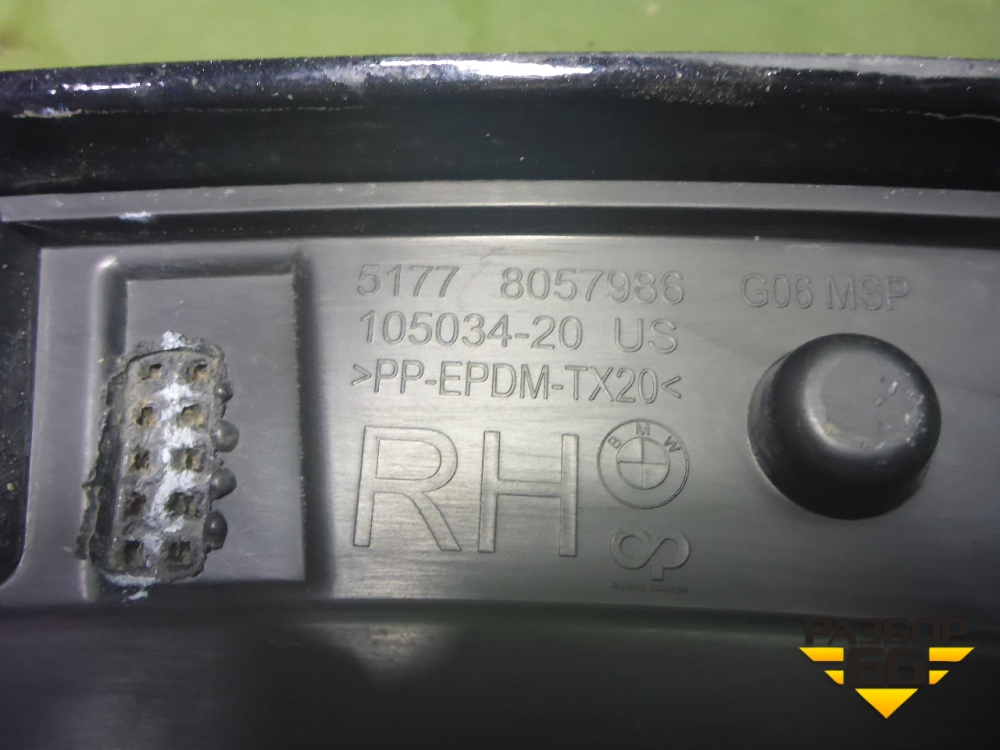 5177 8057986 G06 MSP
105034-20 US
>PP-EPDM-TX20<
RH
BMW
РАЗБОР
66